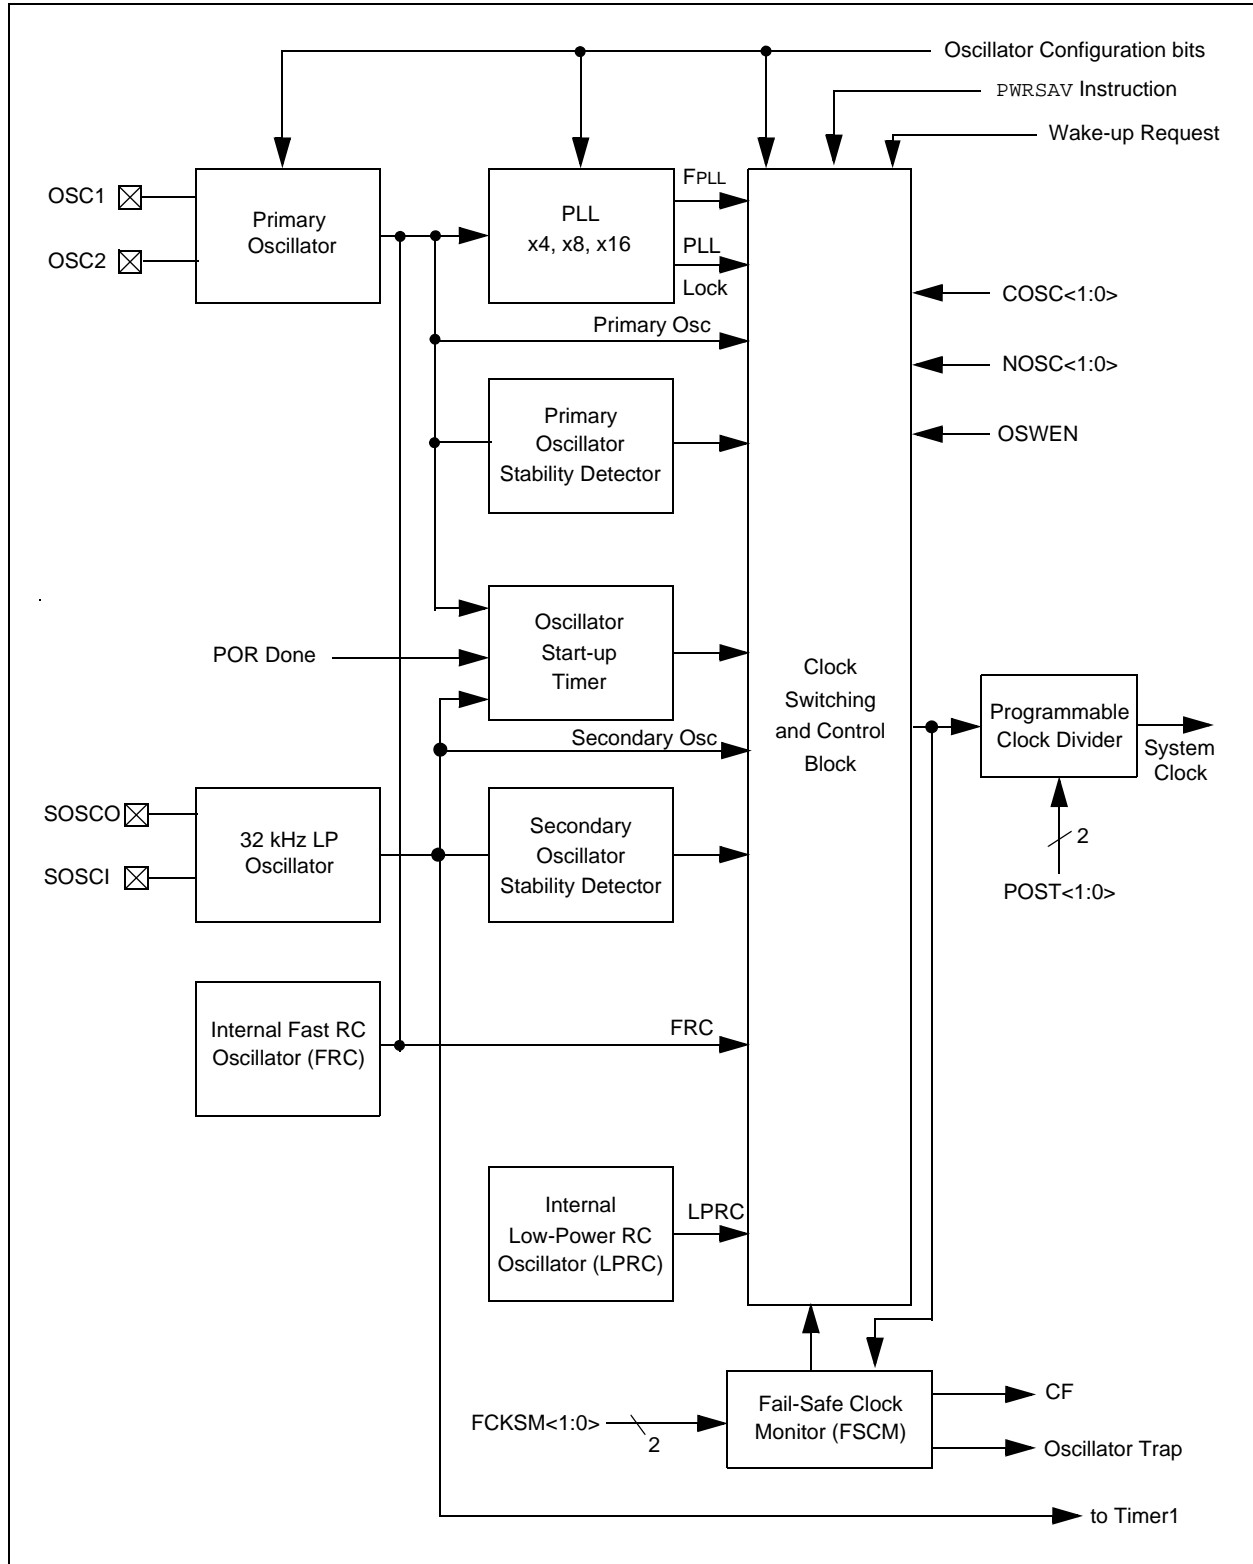 Oscillator Configuration bits
PWRSAV Instruction
Wake-up Request
OSC1
OSC2
Primary
Oscillator
PLL
x4, x8, x16
FPLL
PLL
Lock
COSC<1:0>
NOSC<1:0>
OSWEN
Primary Osc
Primary
Oscillator
Stability Detector
POR Done
Oscillator
Start-up
Timer
Secondary Osc
Clock
Switching
and Control
Block
Programmable
Clock Divider
System
Clock
2
POST<1:0>
SOSCO
SOSCI
32 kHz LP
Oscillator
Secondary
Oscillator
Stability Detector
Internal Fast RC
Oscillator (FRC)
FRC
Internal
Low-Power RC
Oscillator (LPRC)
LPRC
FCKSM<1:0>
2
Fail-Safe Clock
Monitor (FSCM)
CF
Oscillator Trap
to Timer1